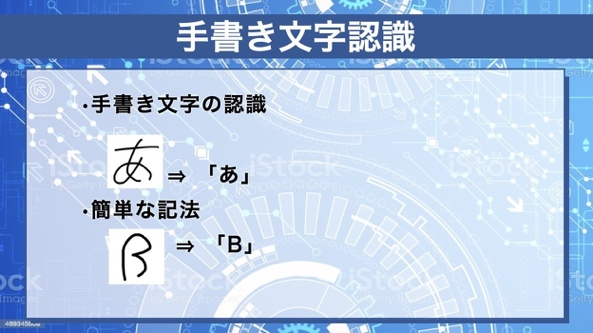 手書き文字認識
・手書き文字の認識
あ ⇒ 「あ」
・簡単な記法
B ⇒ 「B」
iStock